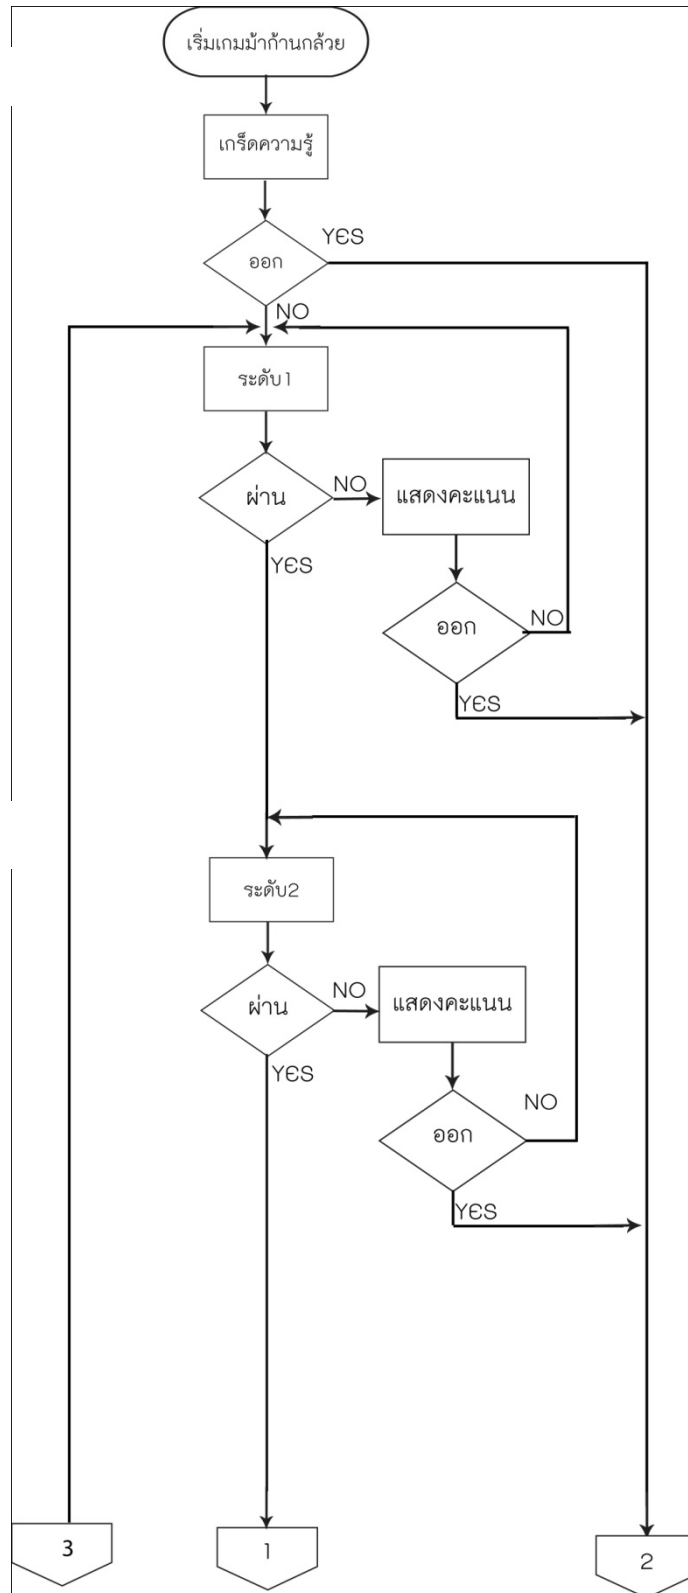 เริ่มเกมม้าก้านกล้วย
เกร็ดความรู้
YES
ออก
NO
ระดับ1
ผ่าน
NO
แสดงคะแนน
YES
ออก
NO
YES
ระดับ2
ผ่าน
NO
แสดงคะแนน
YES
ออก
NO
YES
3
1
2